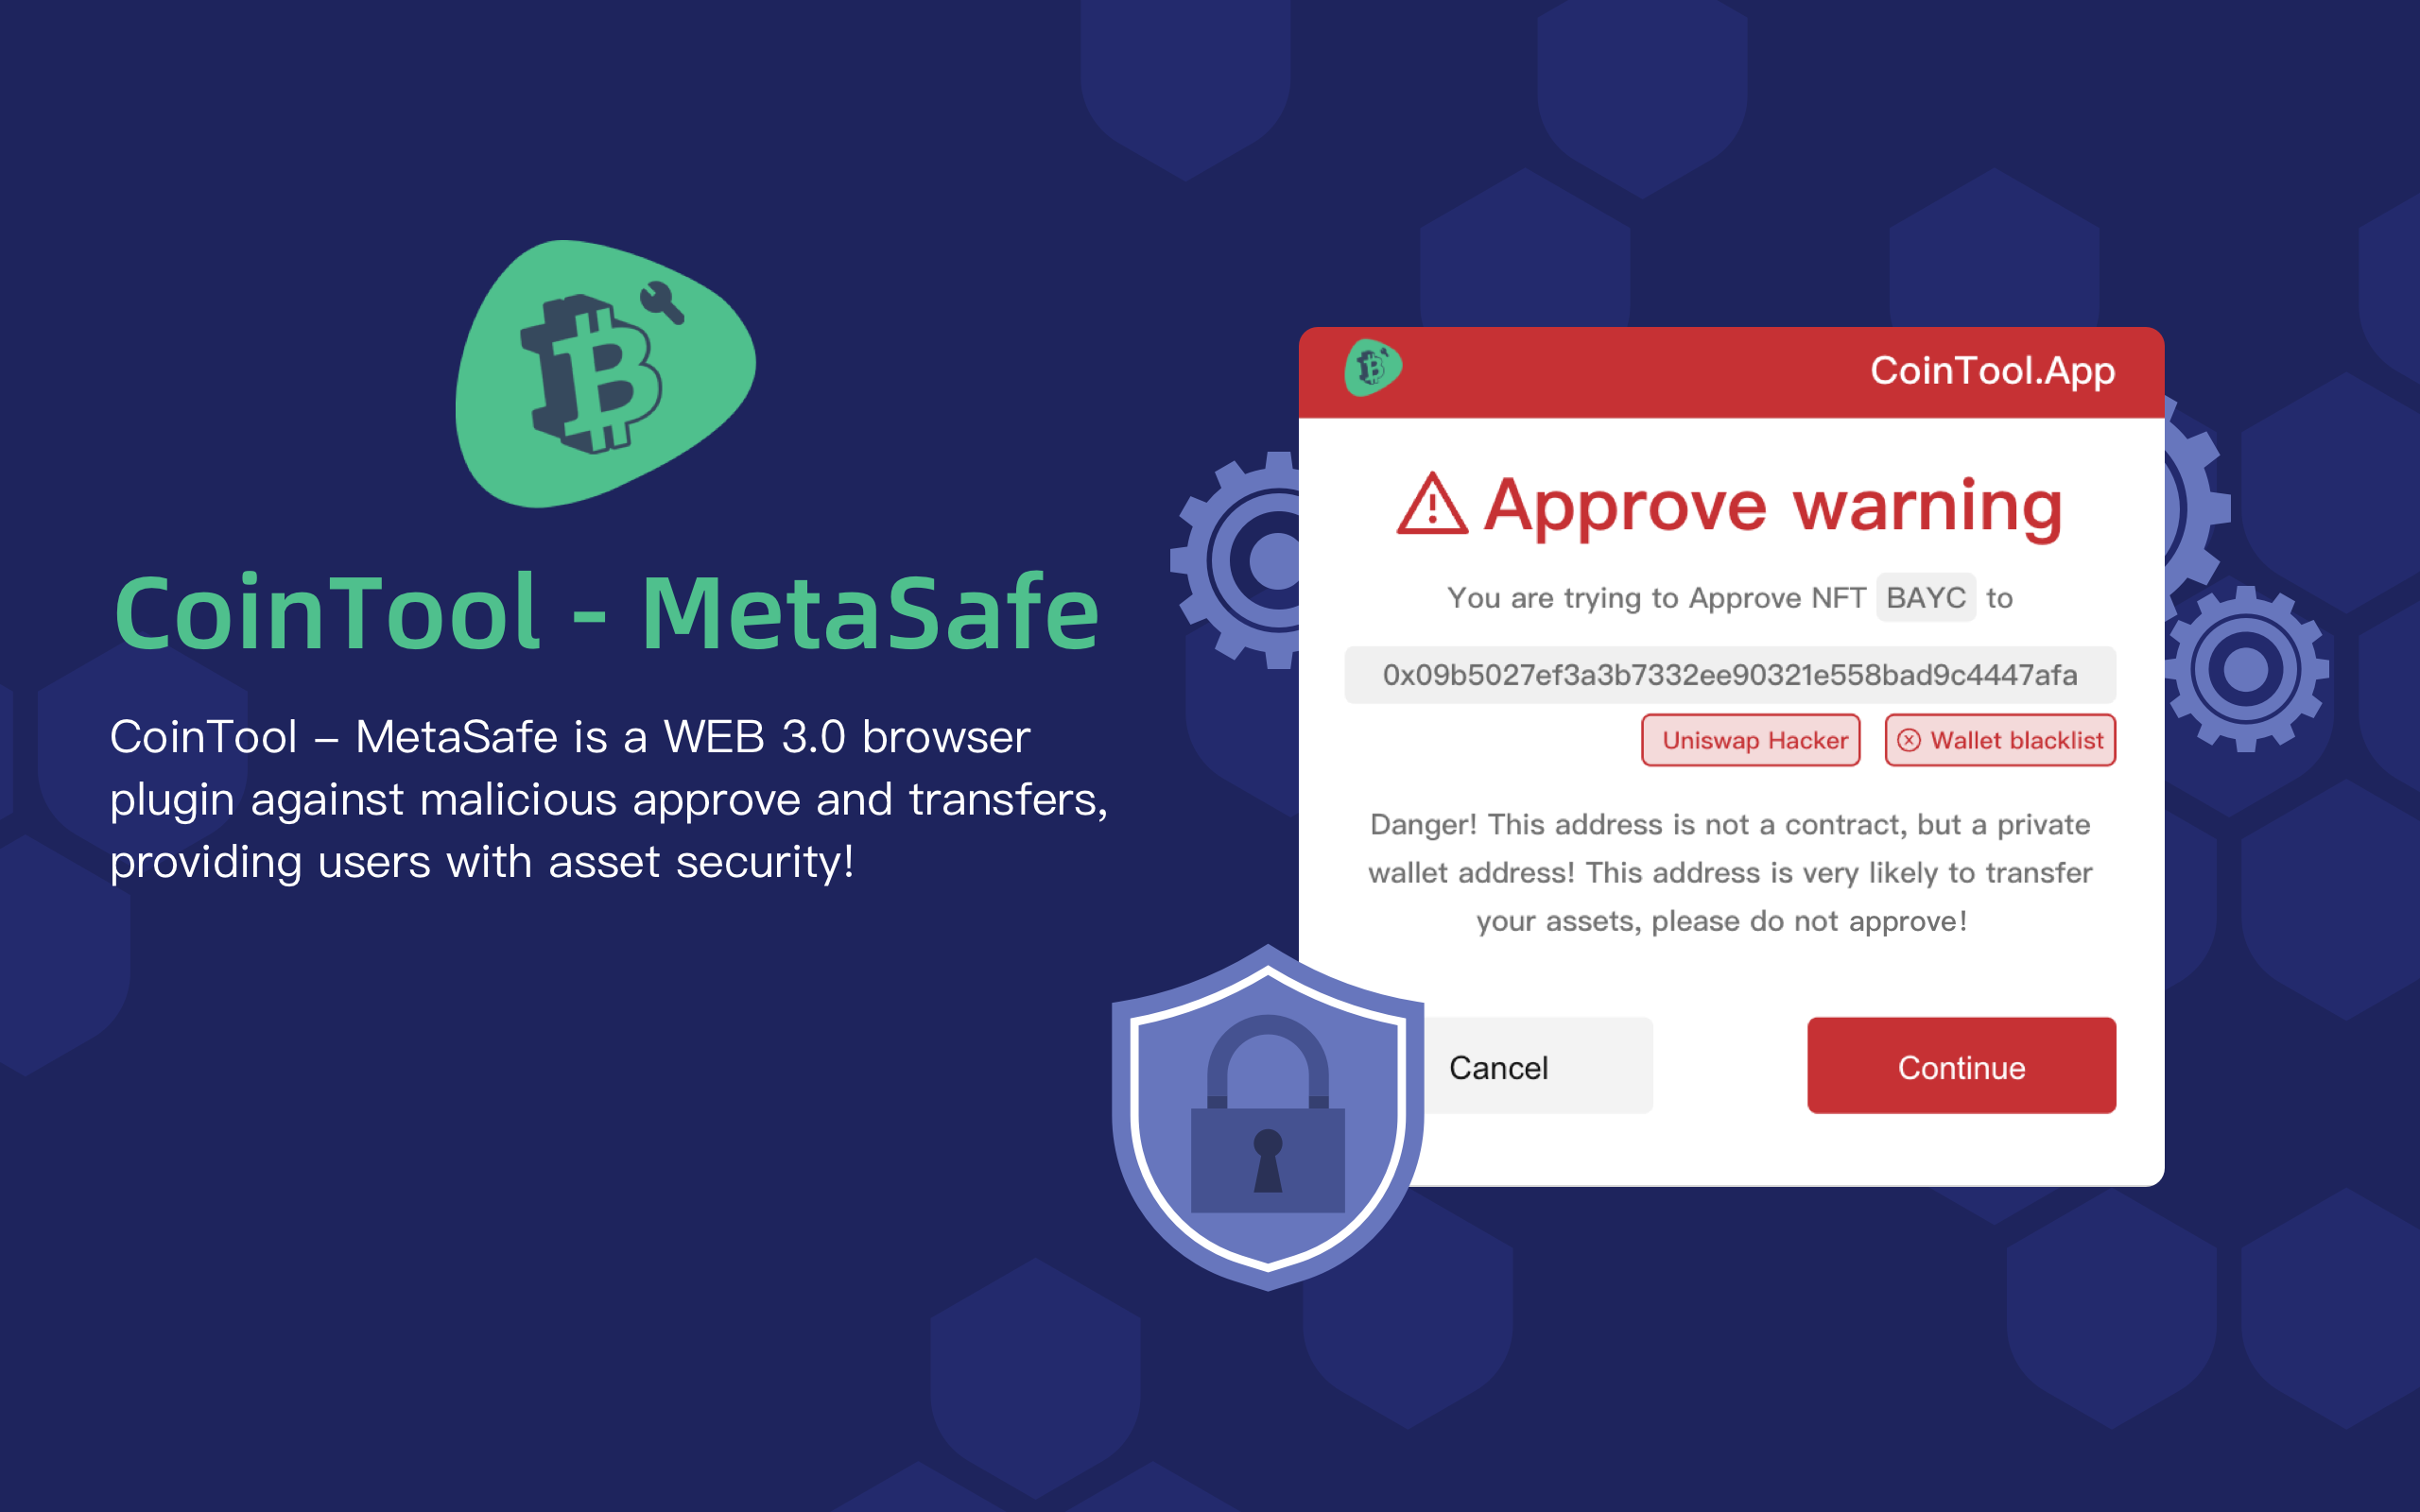 CoinTool - MetaSafe
CoinTool – MetaSafe is a WEB 3.0 browser
plugin against malicious approve and transfers,
providing users with asset security!
CoinTool.App
Approve warning
You are trying to Approve NFT BAYC to
0x09b5027ef3a3b7332ee90321e558bad9c4447afa
Uniswap Hacker Wallet blacklist
Danger! This address is not a contract, but a private
wallet address! This address is very likely to transfer
your assets, please do not approve!
Cancel Continue